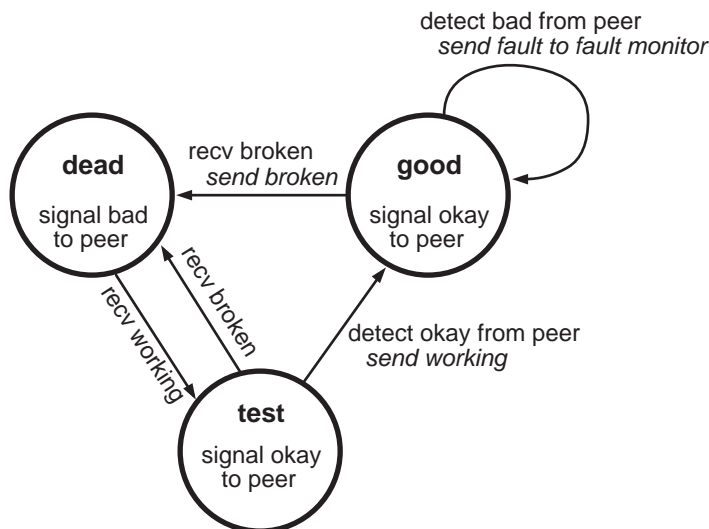 detect bad from peer
send fault to fault monitor
dead
signal bad
to peer
recv broken
send broken
good
signal okay
to peer
recv working
recv broken
detect okay from peer
send working
test
signal okay
to peer